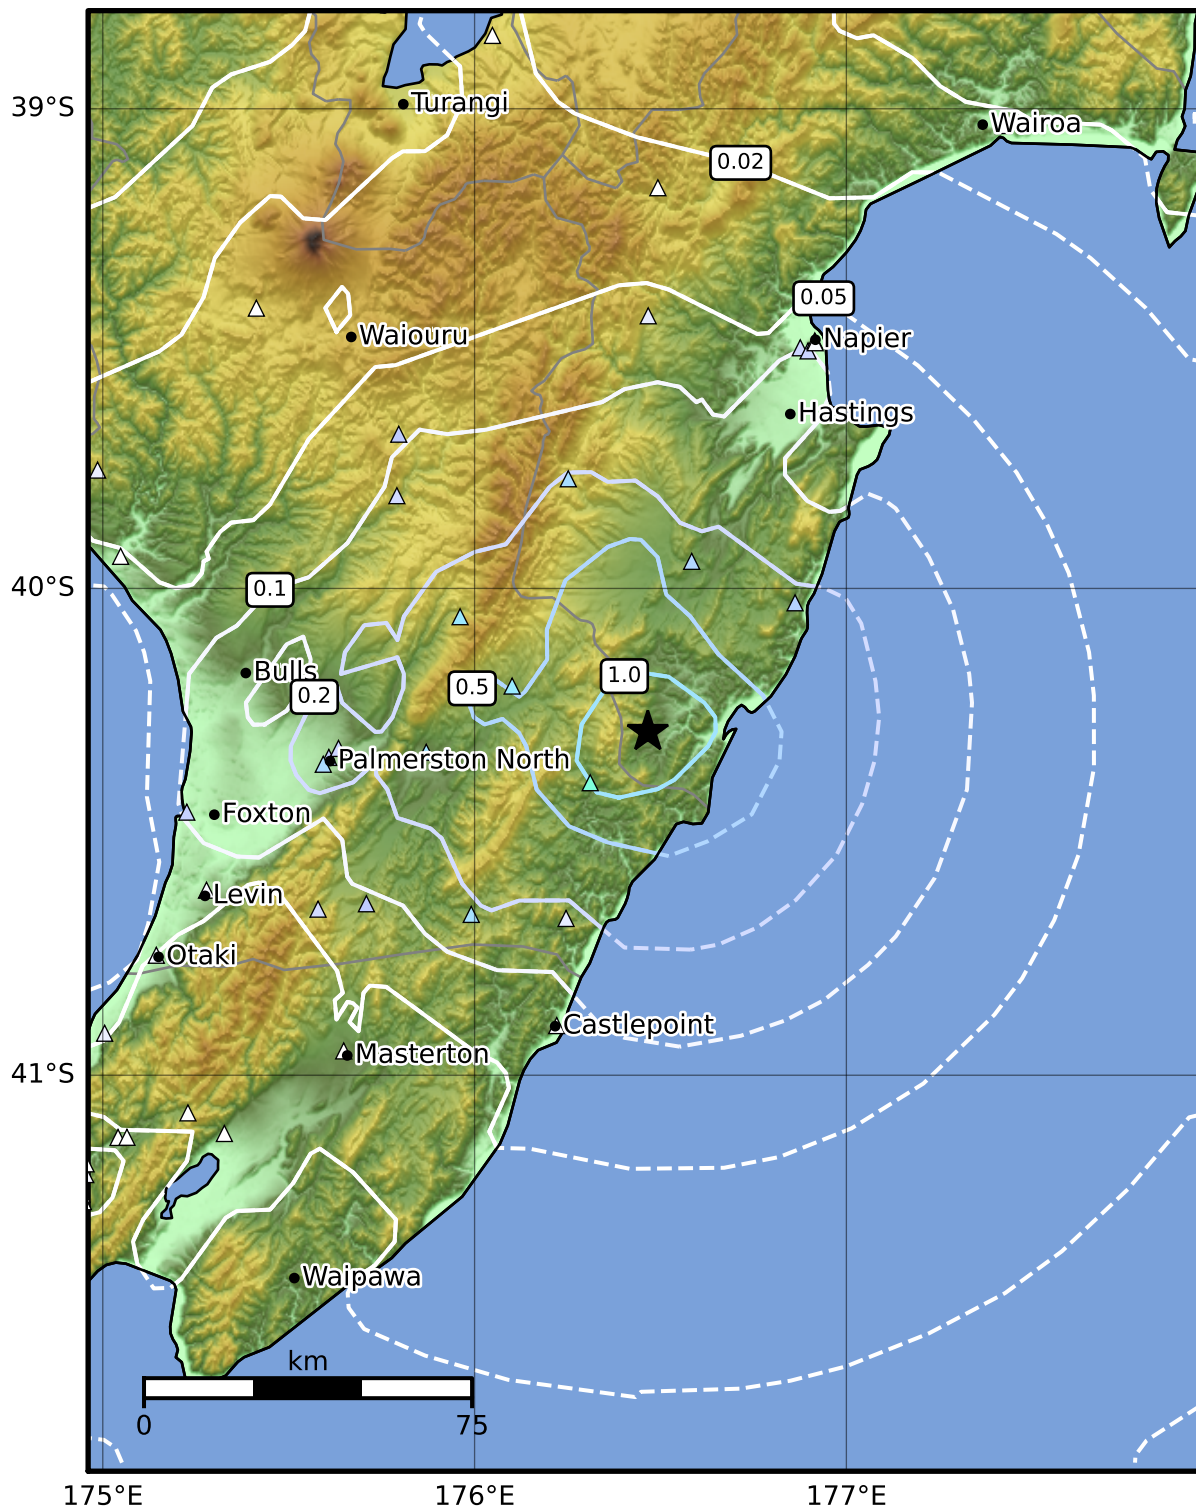 Turangi
39°S
Wairoa
0.02
0.05
Waiouru
Napier
Hastings
40°S
0.1
Bulls
0.2
0.5
1.0
Palmerston North
Foxton
Levin
Otaki
Castlepoint
Masterton
41°S
Waipawa
km
0
75
175°E
176°E
177°E